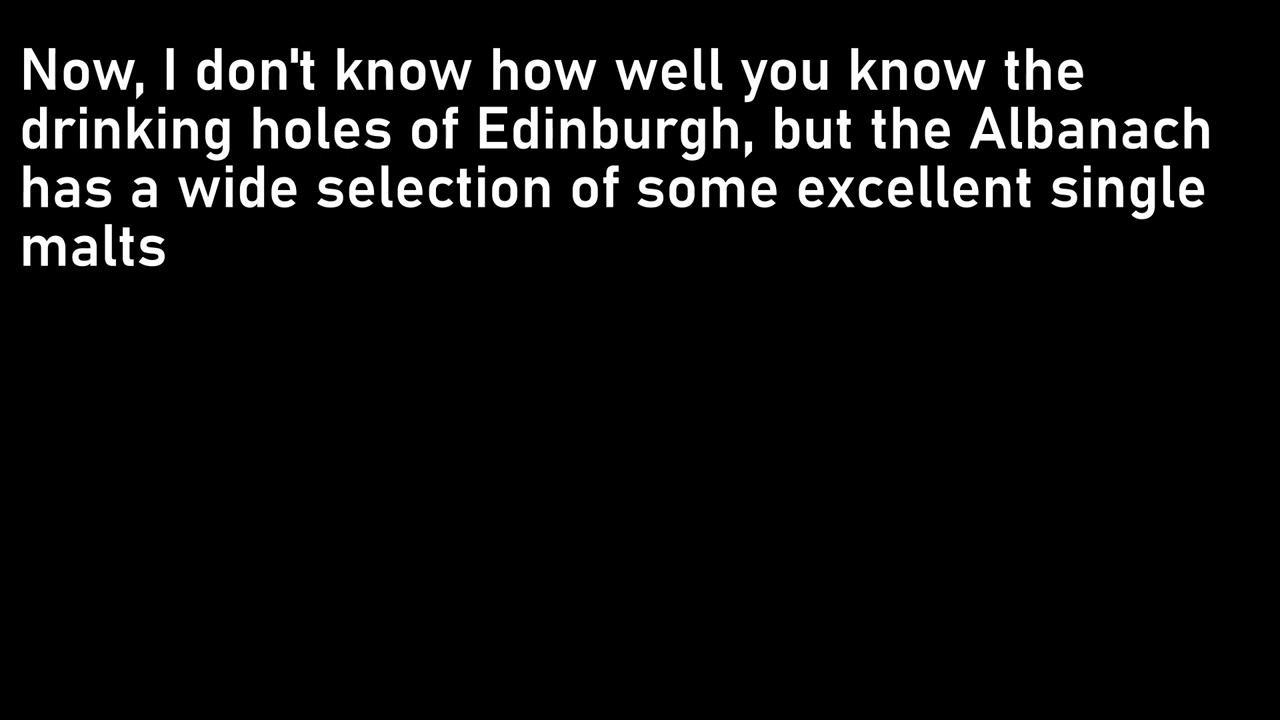 Now, I don't know how well you know the
drinking holes of Edinburgh, but the Albanach
has a wide selection of some excellent single
malts